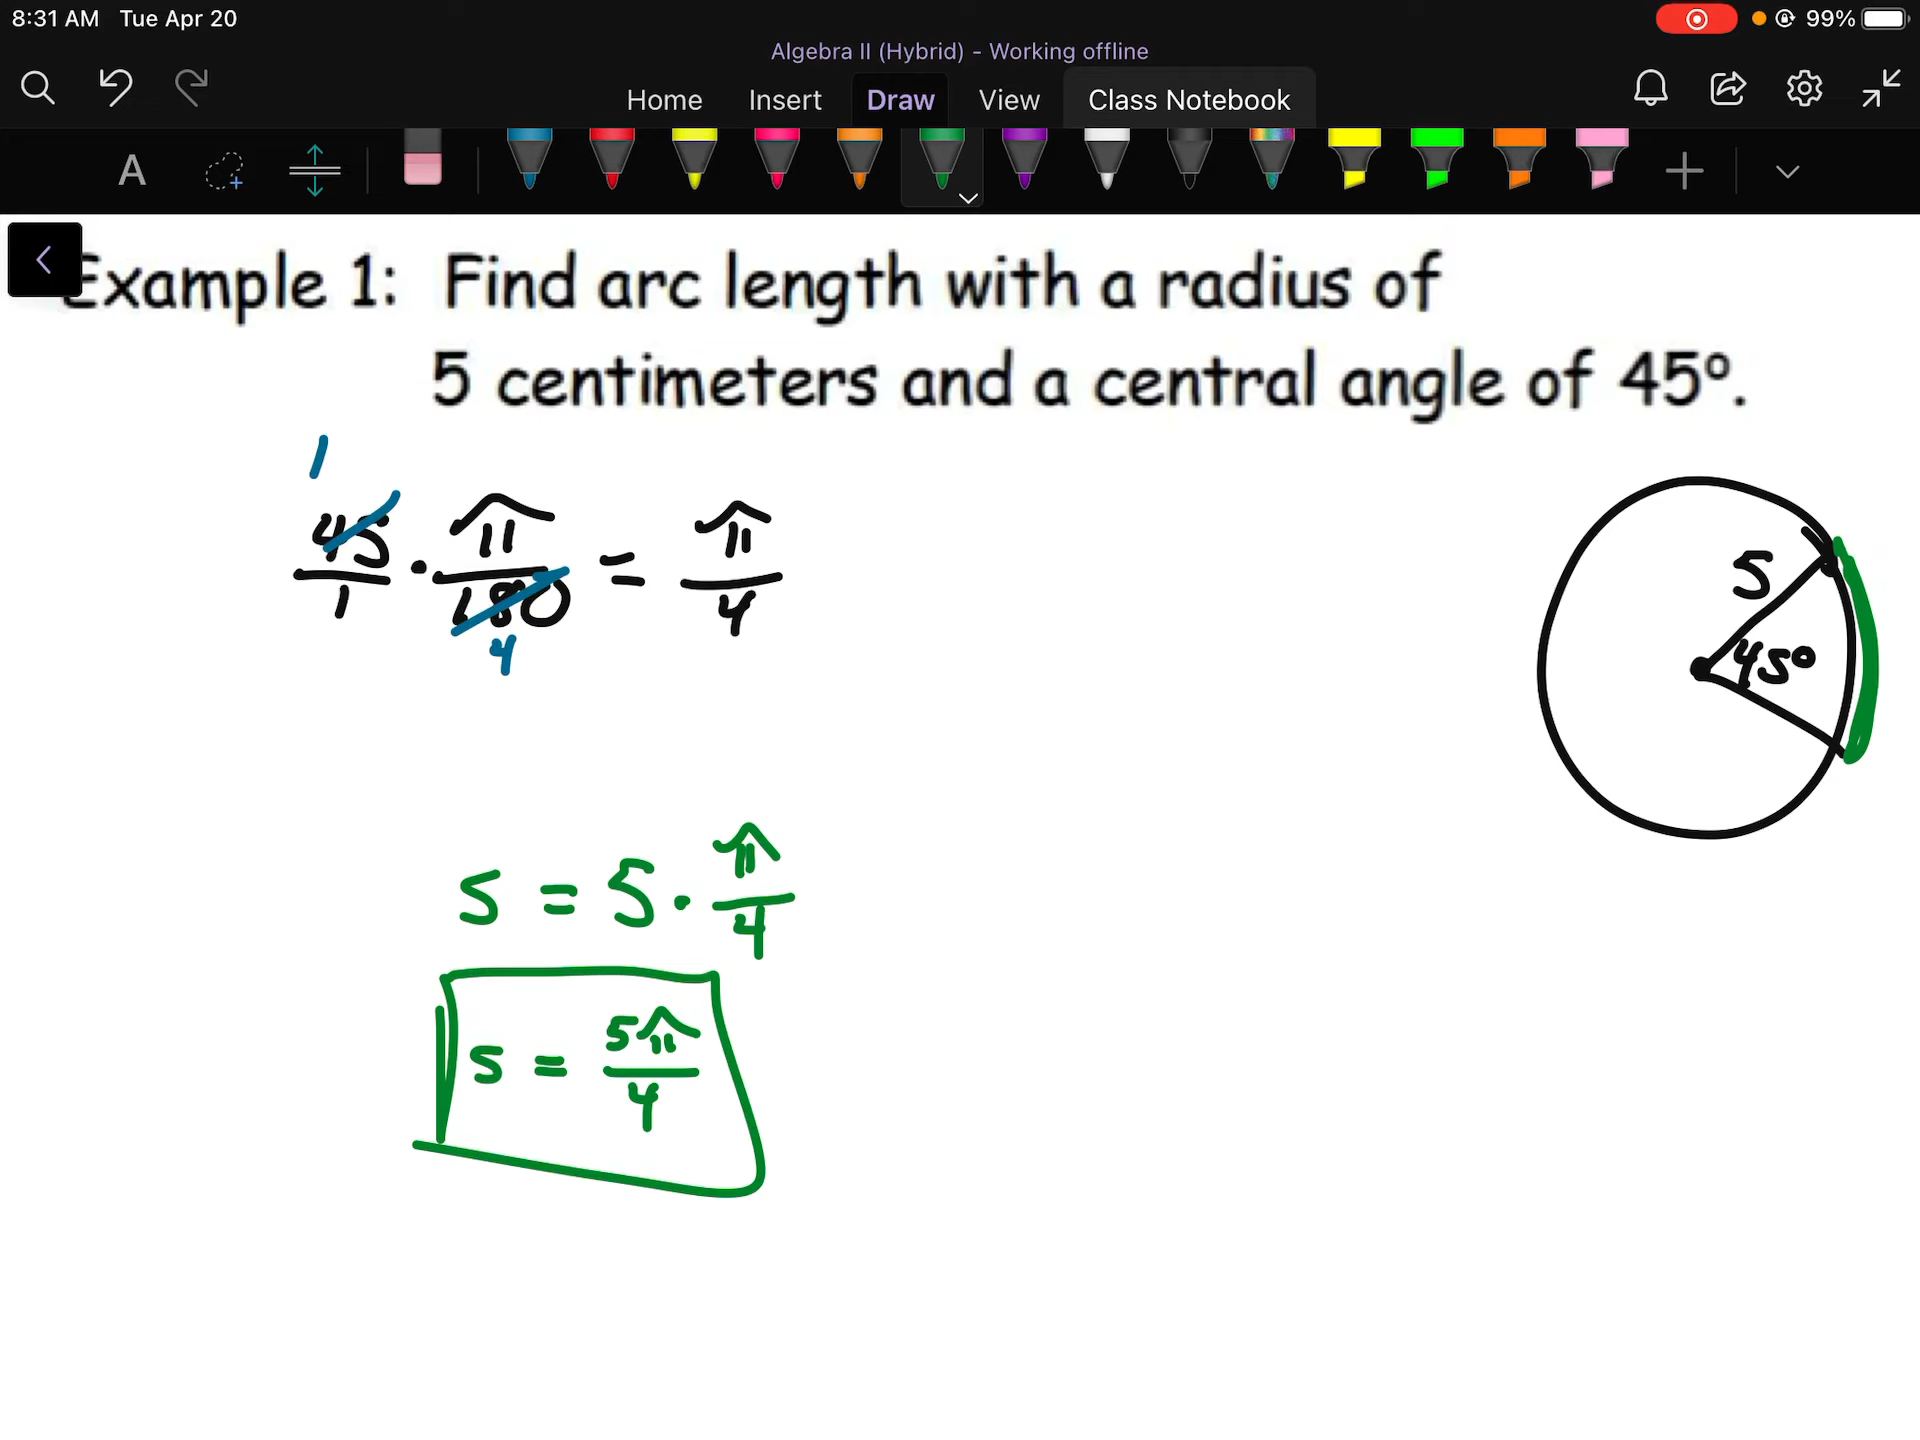 8:31 AM Tue Apr 20
99%
Algebra II (Hybrid) - Working offline
Home Insert Draw View Class Notebook
A
Example 1: Find arc length with a radius of
5 centimeters and a central angle of 45º.
1
45/1 · π/180 = π/4
4
5
45°
s = 5 · π/4
s = 5π/4